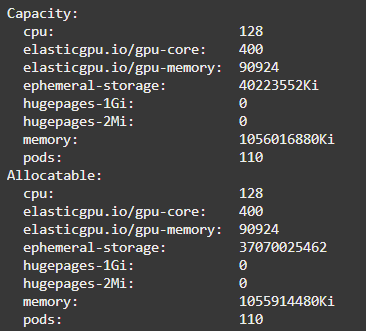 Capacity:
  cpu:                       128
  elasticgpu.io/gpu-core:    400
  elasticgpu.io/gpu-memory:  90924
  ephemeral-storage:         40223552Ki
  hugepages-1Gi:             0
  hugepages-2Mi:             0
  memory:                    1056016880Ki
  pods:                      110
Allocatable:
  cpu:                       128
  elasticgpu.io/gpu-core:    400
  elasticgpu.io/gpu-memory:  90924
  ephemeral-storage:         37070025462
  hugepages-1Gi:             0
  hugepages-2Mi:             0
  memory:                    1055914480Ki
  pods:                      110